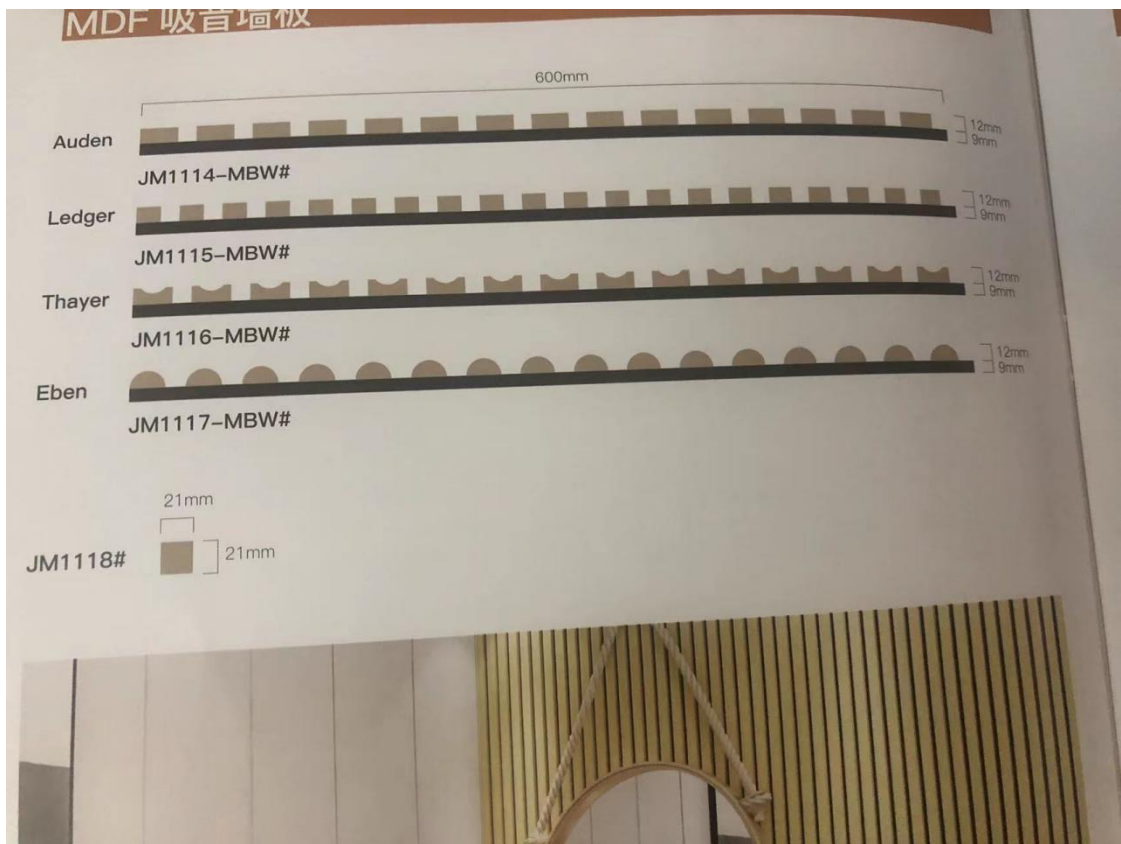 MDF 吸音墙板
600mm
Auden
12mm
9mm
JM1114-MBW#
Ledger
12mm
9mm
JM1115-MBW#
Thayer
12mm
9mm
JM1116-MBW#
Eben
12mm
9mm
JM1117-MBW#
21mm
JM1118#
21mm